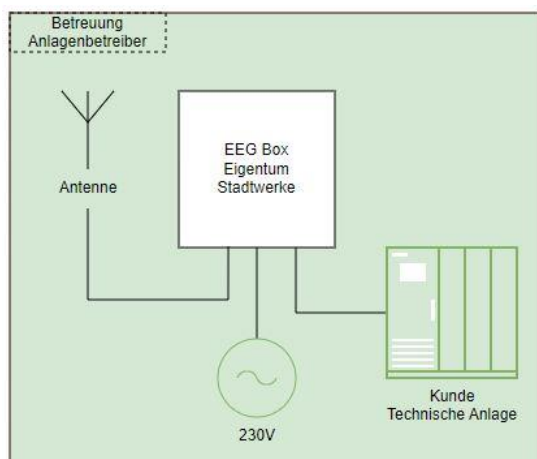 Betreuung
Anlagenbetreiber
EEG Box
Eigentum
Stadtwerke
Antenne
230V
Kunde
Technische Anlage